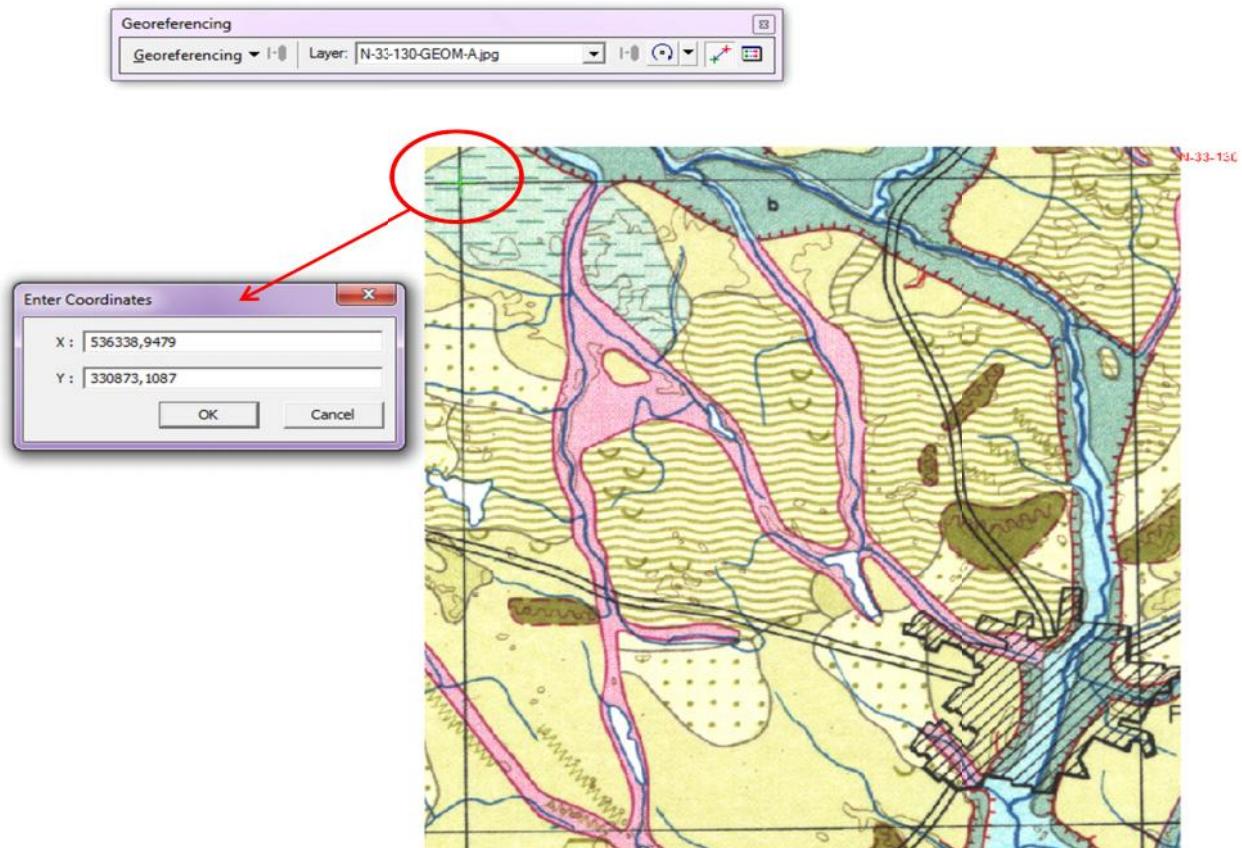 Georeferencing
Georeferencing Layer: N-33-130-GEOM-A.jpg
N-33-130
b
Enter Coordinates
X : 536338,9479
Y : 330873,1087
OK Cancel